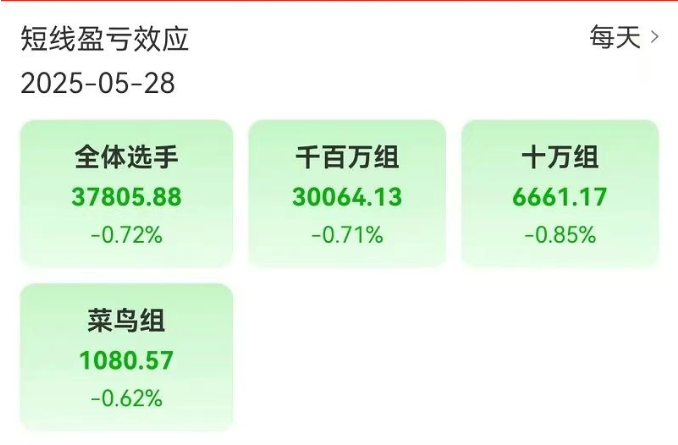 短线盈亏效应
每天 >
2025-05-28
全体选手
37805.88
-0.72%
千百万组
30064.13
-0.71%
十万组
6661.17
-0.85%
菜鸟组
1080.57
-0.62%